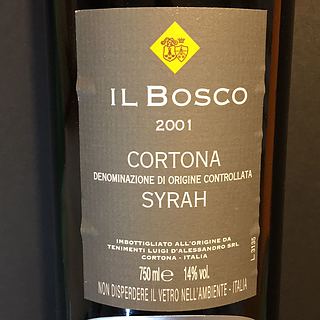 IL BOSCO
2001
CORTONA
DENOMINAZIONE DI ORIGINE CONTROLLATA
SYRAH
IMBOTTIGLIATO ALL'ORIGINE DA
TENIMENTI LUIGI D'ALESSANDRO SRL
CORTONA - ITALIA
750 ml e 14% vol.
NON DISPERDERE IL VETRO NELL'AMBIENTE - ITALIA